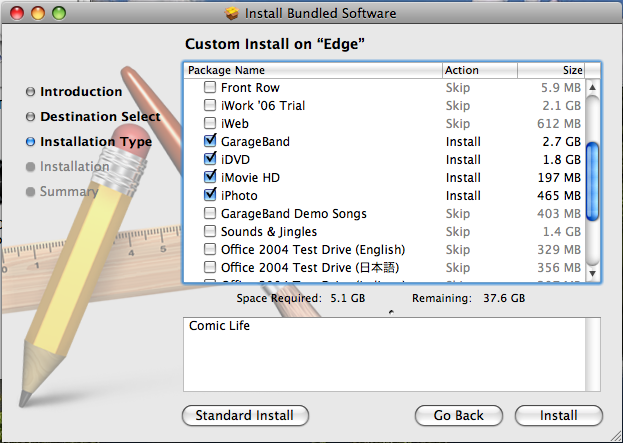 Install Bundled Software
Custom Install on “Edge”
Introduction
Destination Select
Installation Type
Installation
Summary
Package Name Action Size
Front Row Skip 5.9 MB
iWork '06 Trial Skip 2.1 GB
iWeb Skip 612 MB
GarageBand Install 2.7 GB
iDVD Install 1.8 GB
iMovie HD Install 197 MB
iPhoto Install 465 MB
GarageBand Demo Songs Skip 403 MB
Sounds & Jingles Skip 1.4 GB
Office 2004 Test Drive (English) Skip 329 MB
Office 2004 Test Drive (日本語) Skip 356 MB
Space Required: 5.1 GB Remaining: 37.6 GB
Comic Life
Standard Install Go Back Install